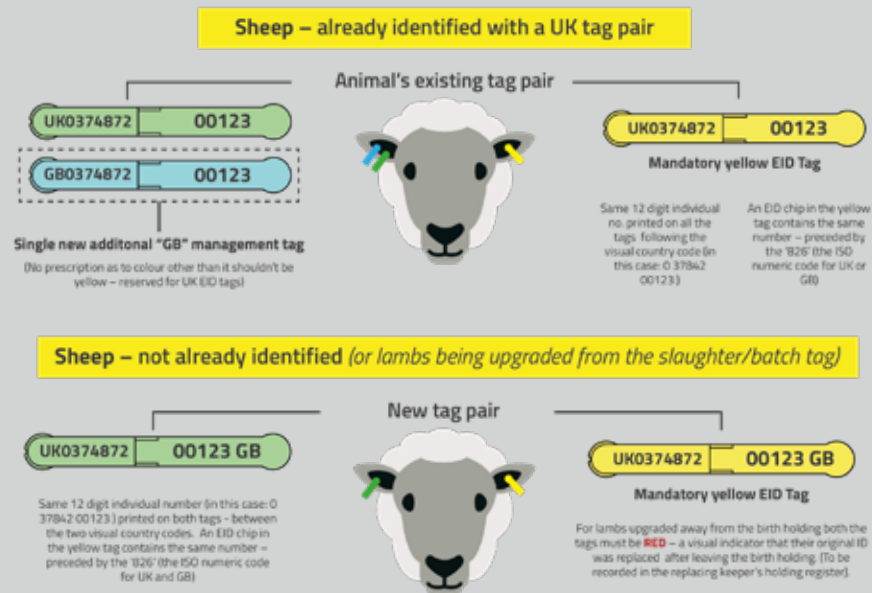 Sheep – already identified with a UK tag pair
Animal's existing tag pair
UK0374872 00123
GB0374872 00123
Single new additonal "GB" management tag
(No prescription as to colour other than it shouldn't be
yellow – reserved for UK EID tags)
UK0374872 00123
Mandatory yellow EID Tag
Same 12 digit individual
no. printed on all the
tags following the
visual country code (in
this case: 0 37842
00123 )
An EID chip in the yellow
tag contains the same
number – preceded by
the '826' (the ISO
numeric code for UK or
GB)
Sheep – not already identified (or lambs being upgraded from the slaughter/batch tag)
New tag pair
UK0374872 00123 GB
Same 12 digit individual number (in this case: 0
37842 00123 ) printed on both tags - between
the two visual country codes. An EID chip in
the yellow tag contains the same number –
preceded by the '826' (the ISO numeric code
for UK and GB)
UK0374872 00123 GB
Mandatory yellow EID Tag
For lambs upgraded away from the birth holding both the
tags must be RED – a visual indicator that their original ID
was replaced after leaving the birth holding. (To be
recorded in the replacing keeper's holding register).